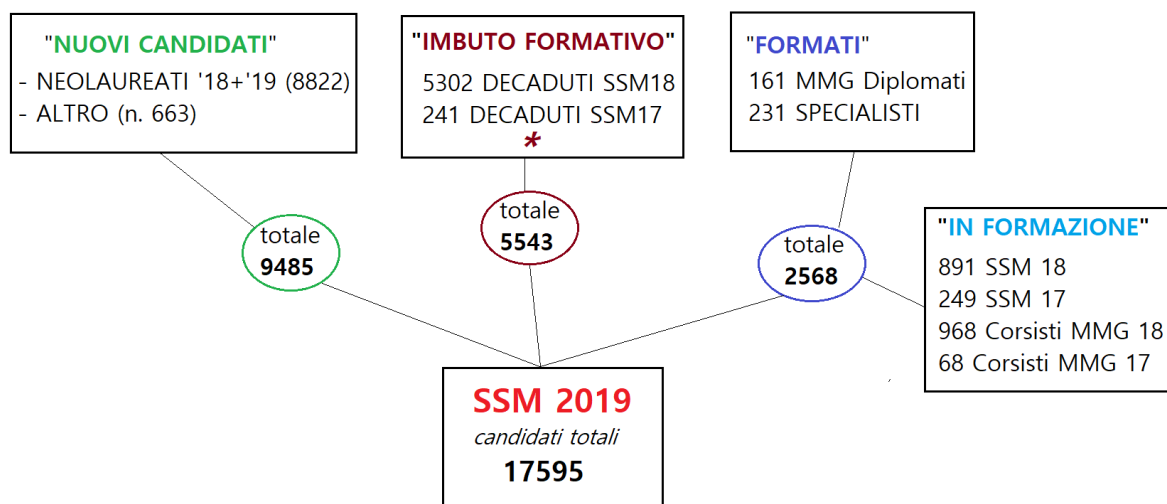 "NUOVI CANDIDATI"
- NEOLAUREATI '18+'19 (8822)
- ALTRO (n. 663)
"IMBUTO FORMATIVO"
5302 DECADUTI SSM18
241 DECADUTI SSM17
*
"FORMATI"
161 MMG Diplomati
231 SPECIALISTI
"IN FORMAZIONE"
891 SSM 18
249 SSM 17
968 Corsisti MMG 18
68 Corsisti MMG 17
totale
9485
totale
5543
totale
2568
SSM 2019
candidati totali
17595